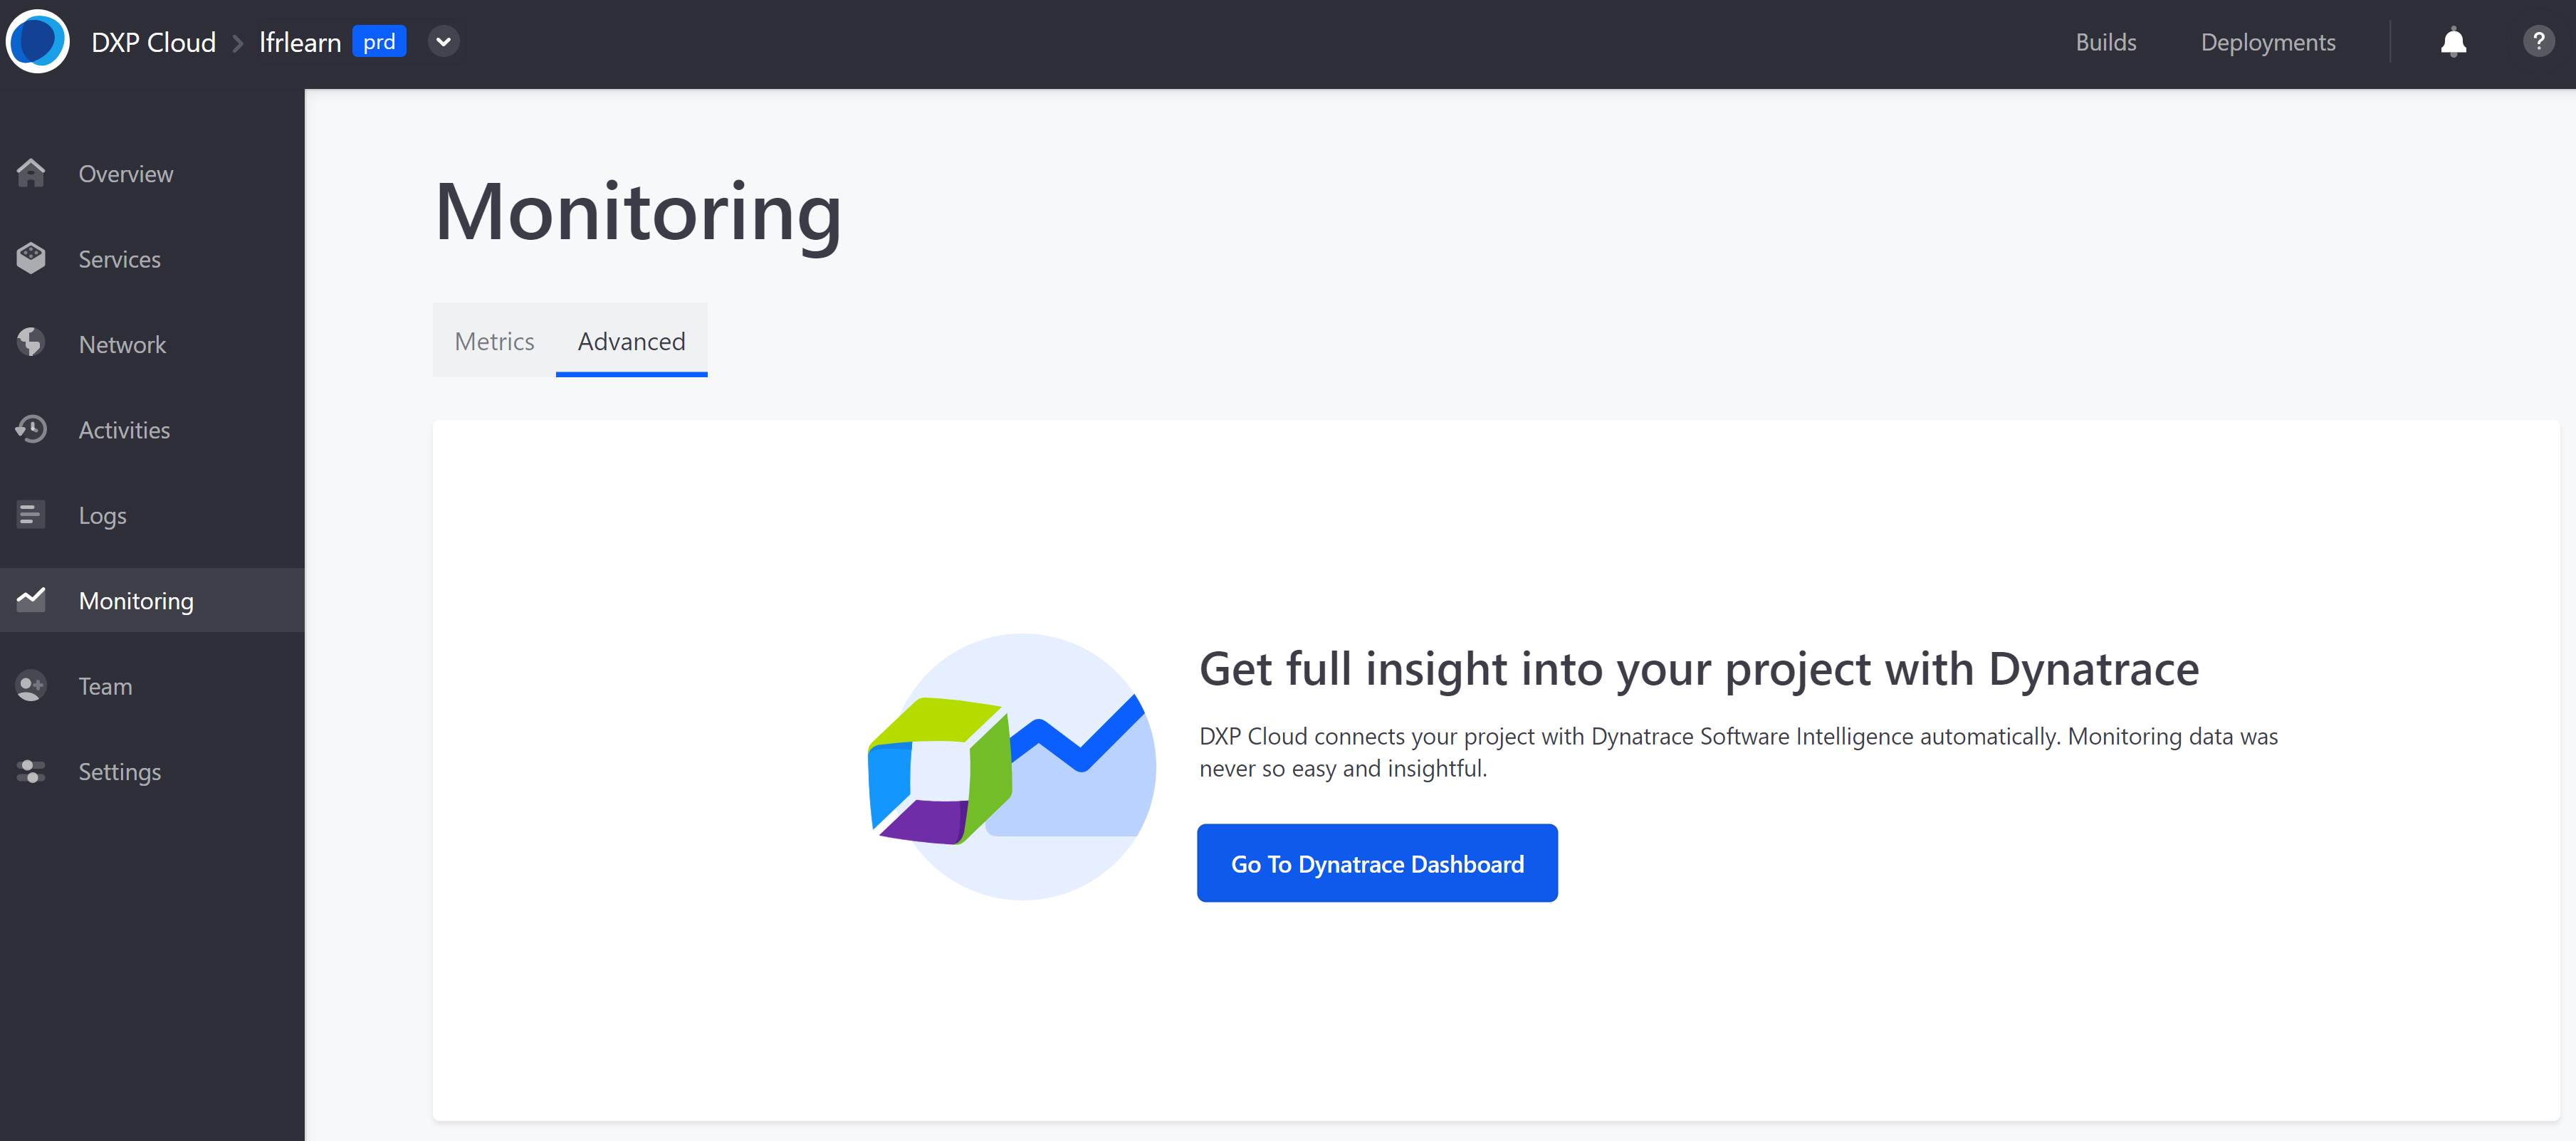 DXP Cloud > lfrlearn prd
Builds
Deployments
?
Overview
Services
Network
Activities
Logs
Monitoring
Team
Settings
Monitoring
Metrics
Advanced
Get full insight into your project with Dynatrace
DXP Cloud connects your project with Dynatrace Software Intelligence automatically. Monitoring data was
never so easy and insightful.
Go To Dynatrace Dashboard